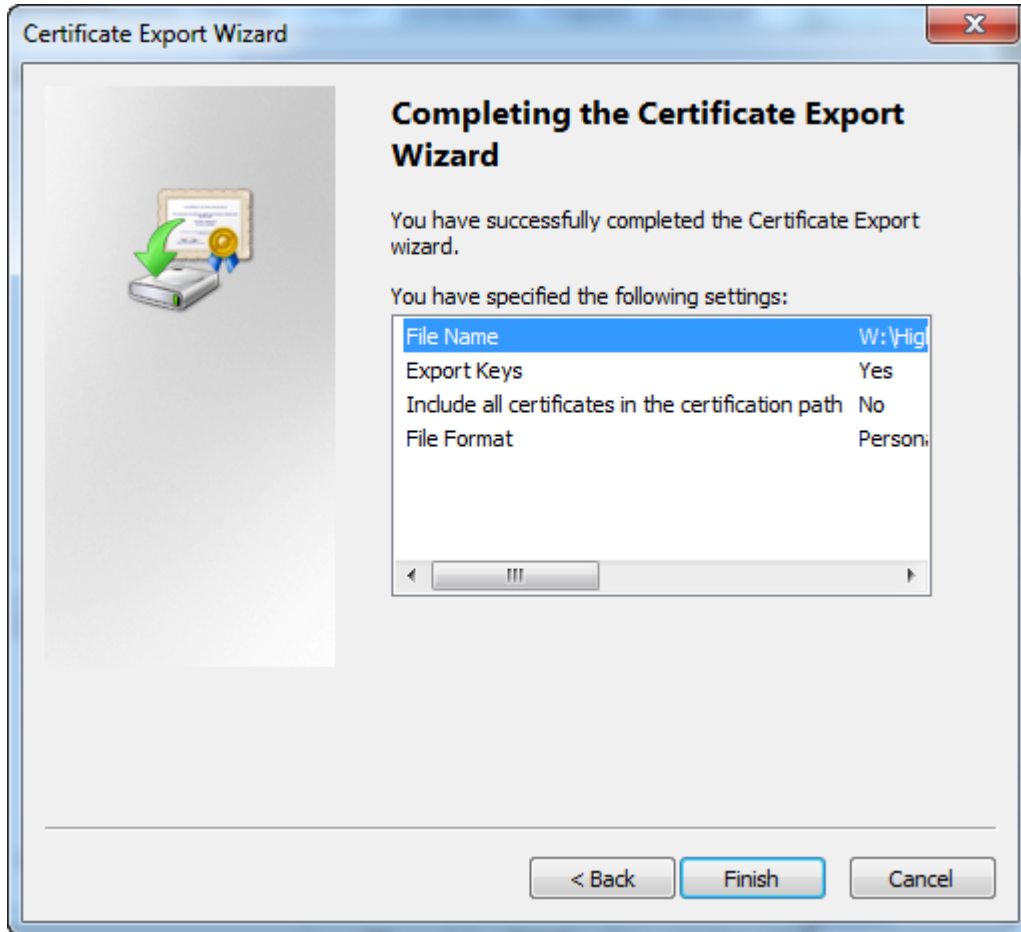 Certificate Export Wizard
Completing the Certificate Export
Wizard
You have successfully completed the Certificate Export
wizard.
You have specified the following settings:
File Name W:\Higl
Export Keys Yes
Include all certificates in the certification path No
File Format Person
< Back Finish Cancel